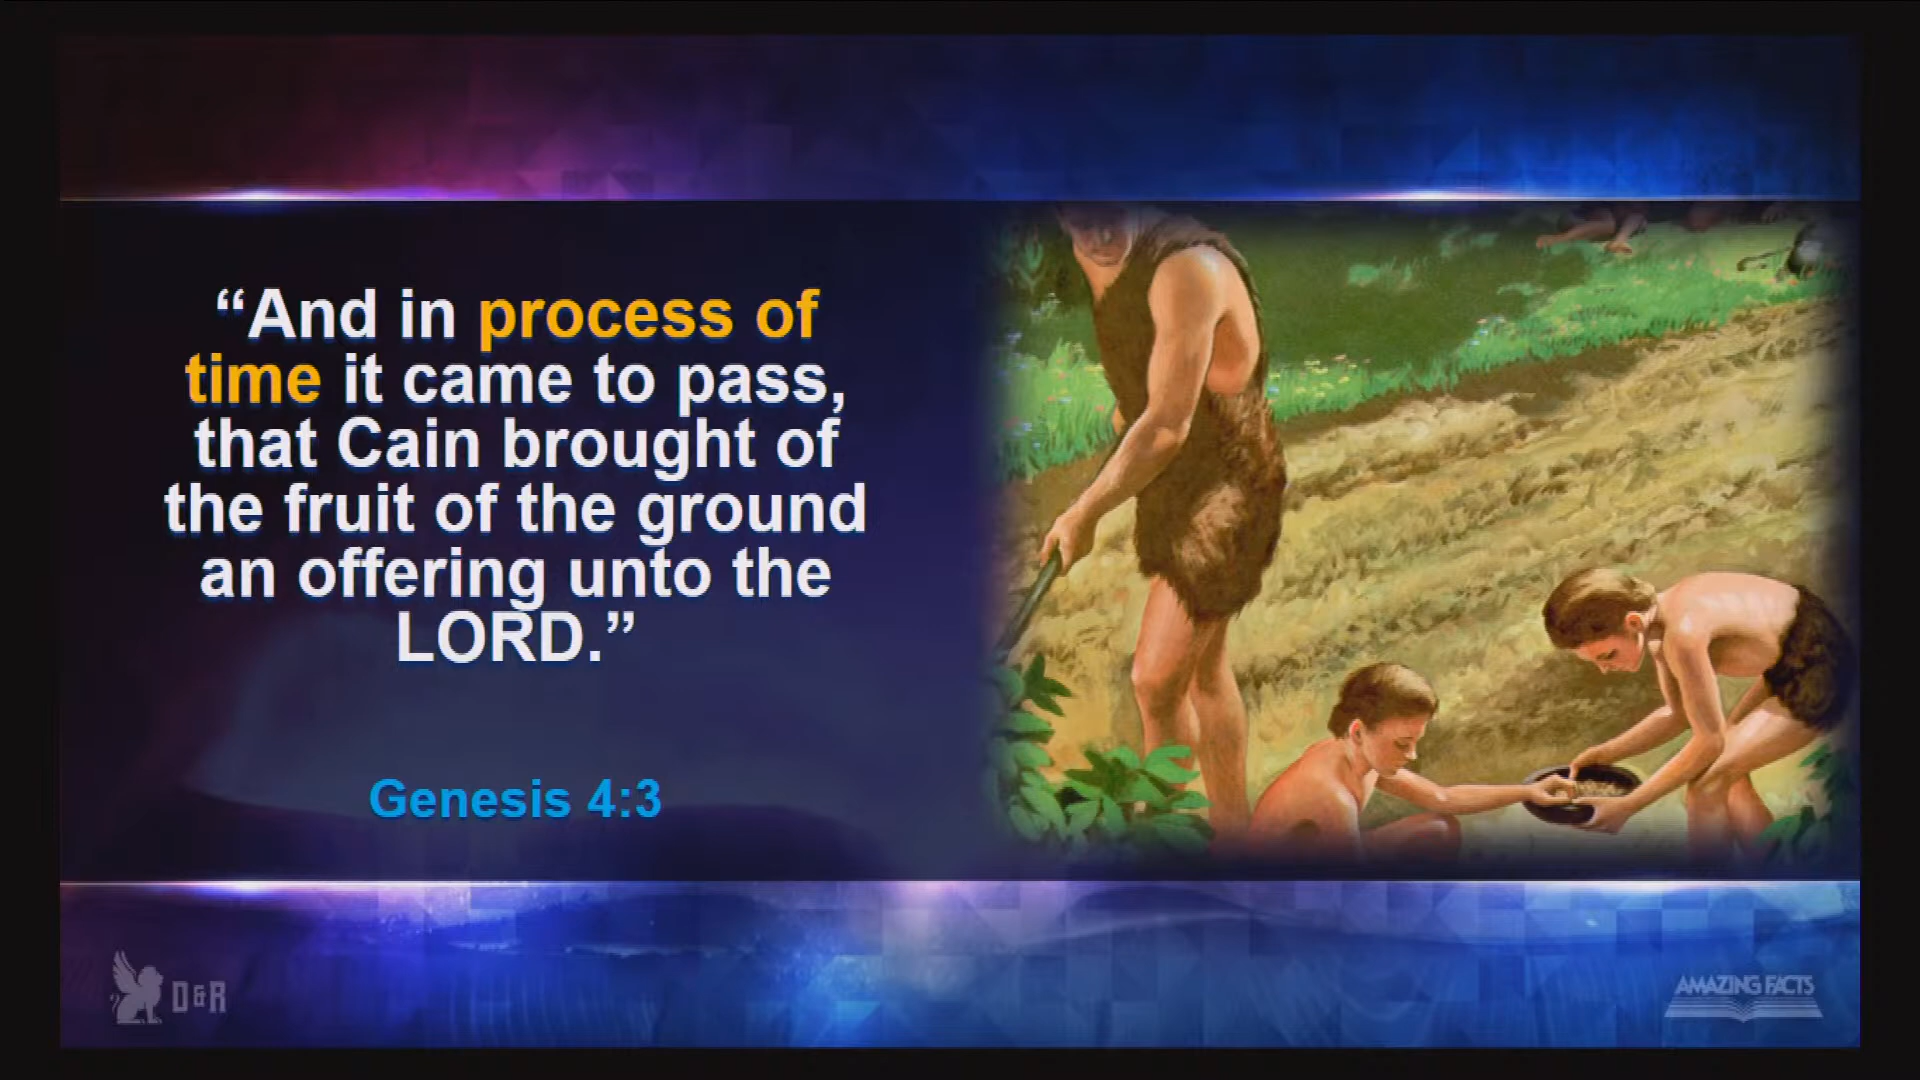 “And in process of
time it came to pass,
that Cain brought of
the fruit of the ground
an offering unto the
LORD.”
Genesis 4:3
D&R
AMAZING FACTS